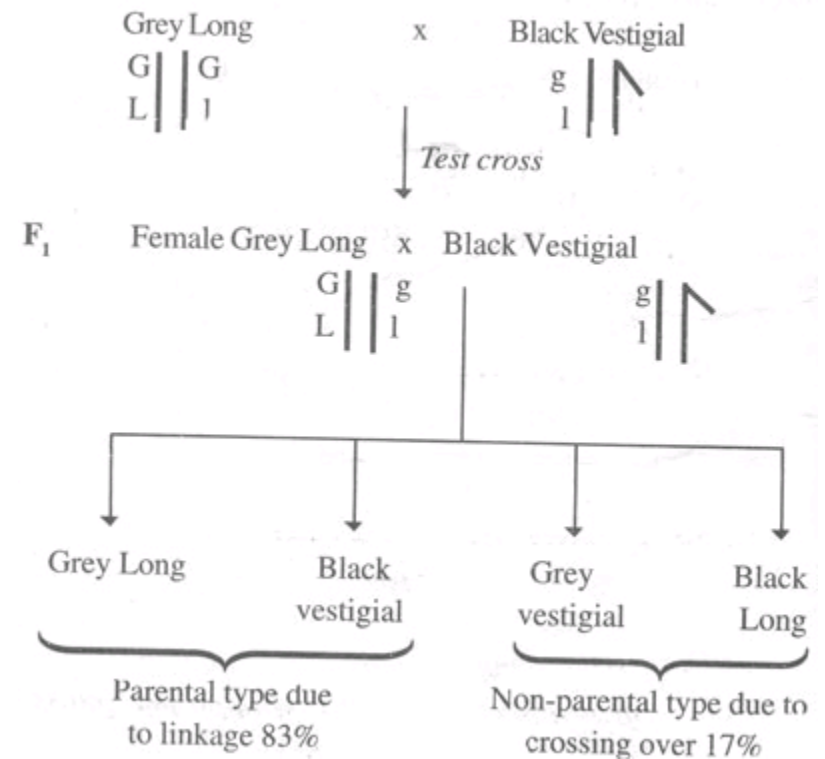 Grey Long x Black Vestigial
G G g
L l l
Test cross
F1 Female Grey Long x Black Vestigial
G g g
L l l
Grey Long Black vestigial Grey vestigial Black Long
Parental type due to linkage 83%
Non-parental type due to crossing over 17%